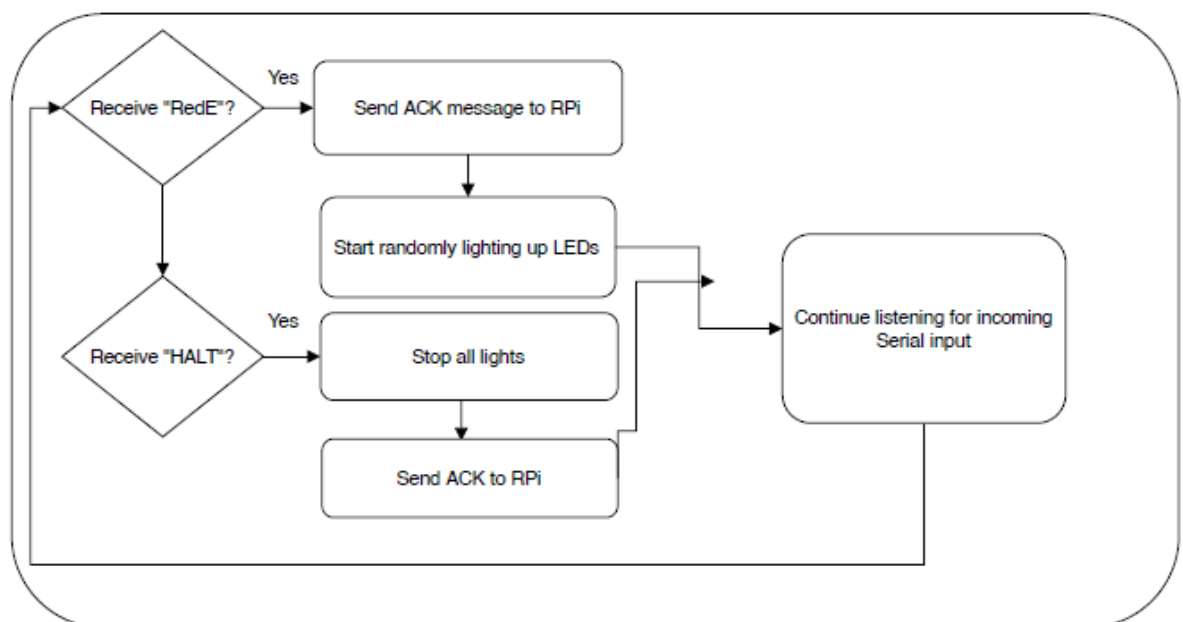 Yes
Receive "RedE"?
Send ACK message to RPi
Start randomly lighting up LEDs
Continue listening for incoming
Serial input
Yes
Receive "HALT"?
Stop all lights
Send ACK to RPi